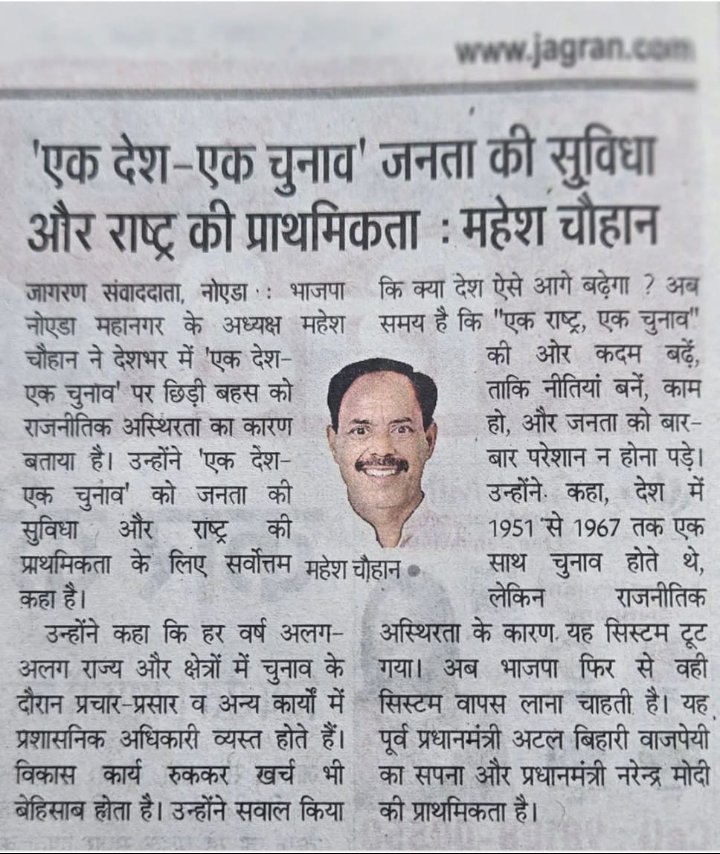 www.jagran.com
'एक देश-एक चुनाव' जनता की सुविधा
और राष्ट्र की प्राथमिकता : महेश चौहान
जागरण संवाददाता, नोएडा : भाजपा
नोएडा महानगर के अध्यक्ष महेश
चौहान ने देशभर में 'एक देश-
एक चुनाव' पर छिड़ी बहस को
राजनीतिक अस्थिरता का कारण
बताया है। उन्होंने 'एक देश-
एक चुनाव' को जनता की
सुविधा और राष्ट्र की
प्राथमिकता के लिए सर्वोत्तम
कहा है।
उन्होंने कहा कि हर वर्ष अलग-
अलग राज्य और क्षेत्रों में चुनाव के
दौरान प्रचार-प्रसार व अन्य कार्यों में
प्रशासनिक अधिकारी व्यस्त होते हैं।
विकास कार्य रुककर खर्च भी
बेहिसाब होता है। उन्होंने सवाल किया
महेश चौहान
कि क्या देश ऐसे आगे बढ़ेगा ? अब
समय है कि "एक राष्ट्र, एक चुनाव"
की ओर कदम बढ़ें,
ताकि नीतियां बनें, काम
हो, और जनता को बार-
बार परेशान न होना पड़े।
उन्होंने कहा, देश में
1951 से 1967 तक एक
साथ चुनाव होते थे,
लेकिन राजनीतिक
अस्थिरता के कारण यह सिस्टम टूट
गया। अब भाजपा फिर से वही
सिस्टम वापस लाना चाहती है। यह
पूर्व प्रधानमंत्री अटल बिहारी वाजपेयी
का सपना और प्रधानमंत्री नरेन्द्र मोदी
की प्राथमिकता है।